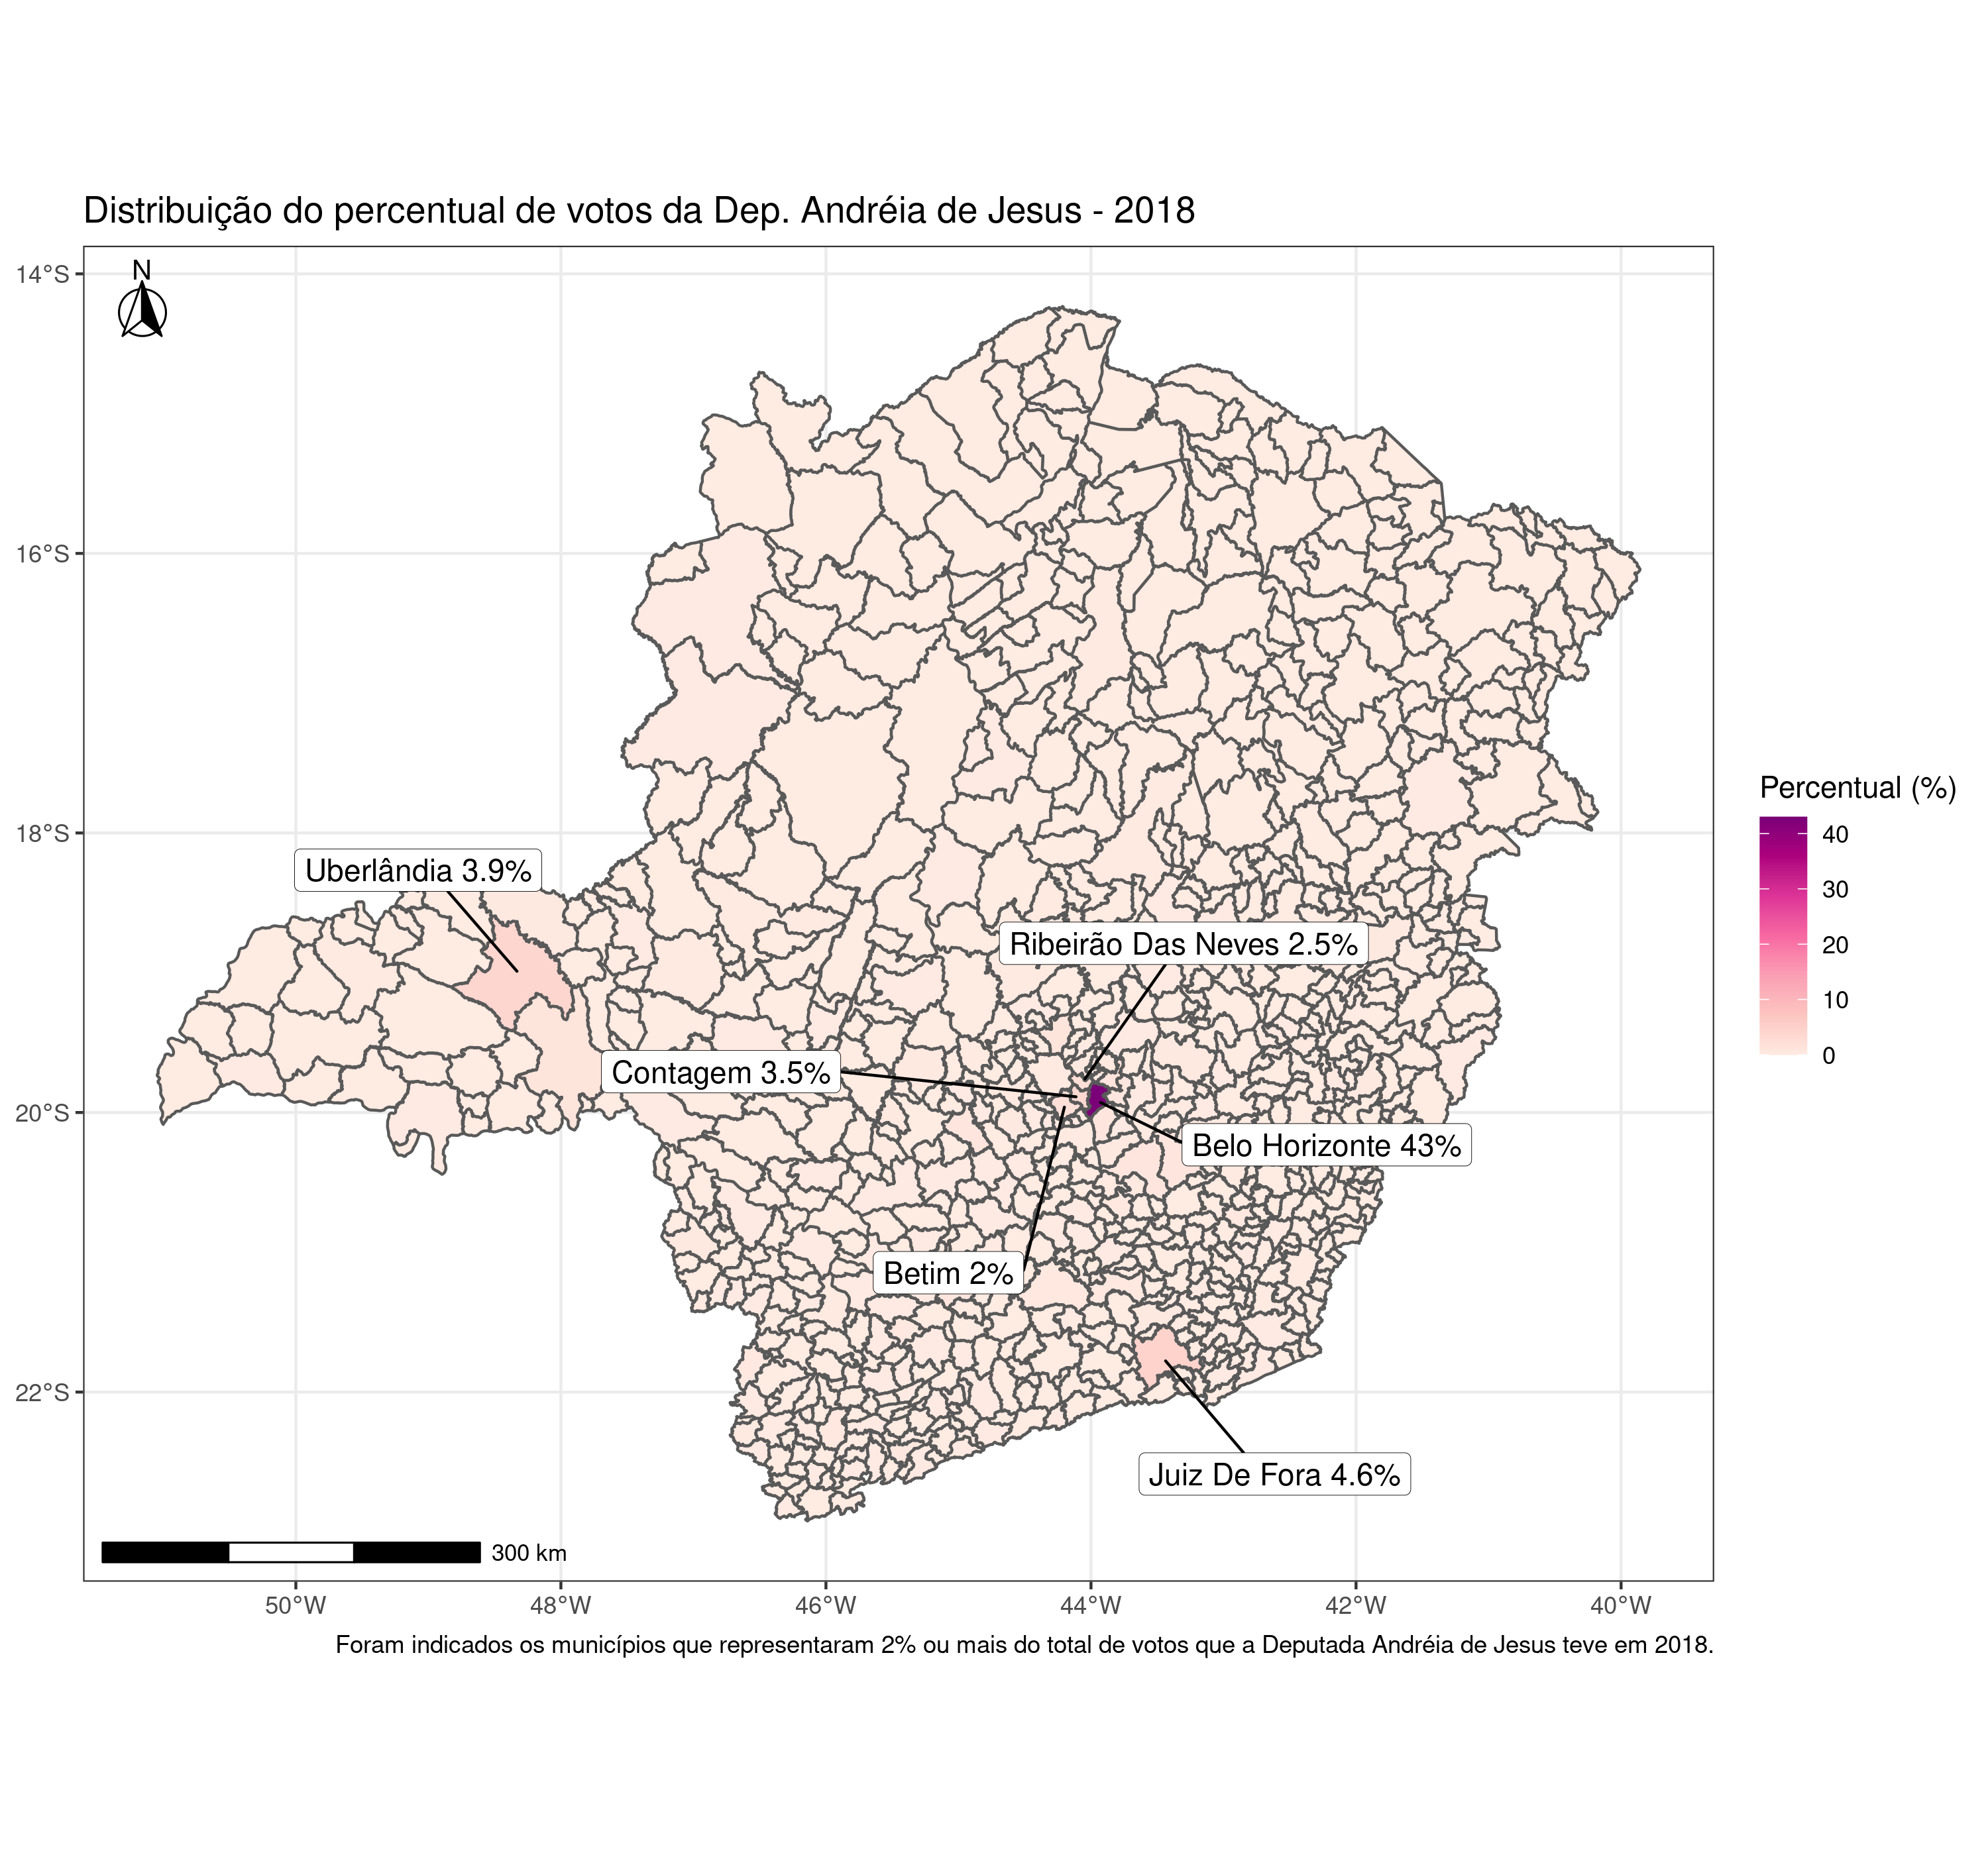 Distribuição do percentual de votos da Dep. Andréia de Jesus - 2018
14°S
N
16°S
Percentual (%)
40
30
20
10
0
18°S
Uberlândia 3.9%
Ribeirão Das Neves 2.5%
Contagem 3.5%
20°S
Belo Horizonte 43%
Betim 2%
22°S
Juiz De Fora 4.6%
300 km
50°W 48°W 46°W 44°W 42°W 40°W
Foram indicados os municípios que representaram 2% ou mais do total de votos que a Deputada Andréia de Jesus teve em 2018.